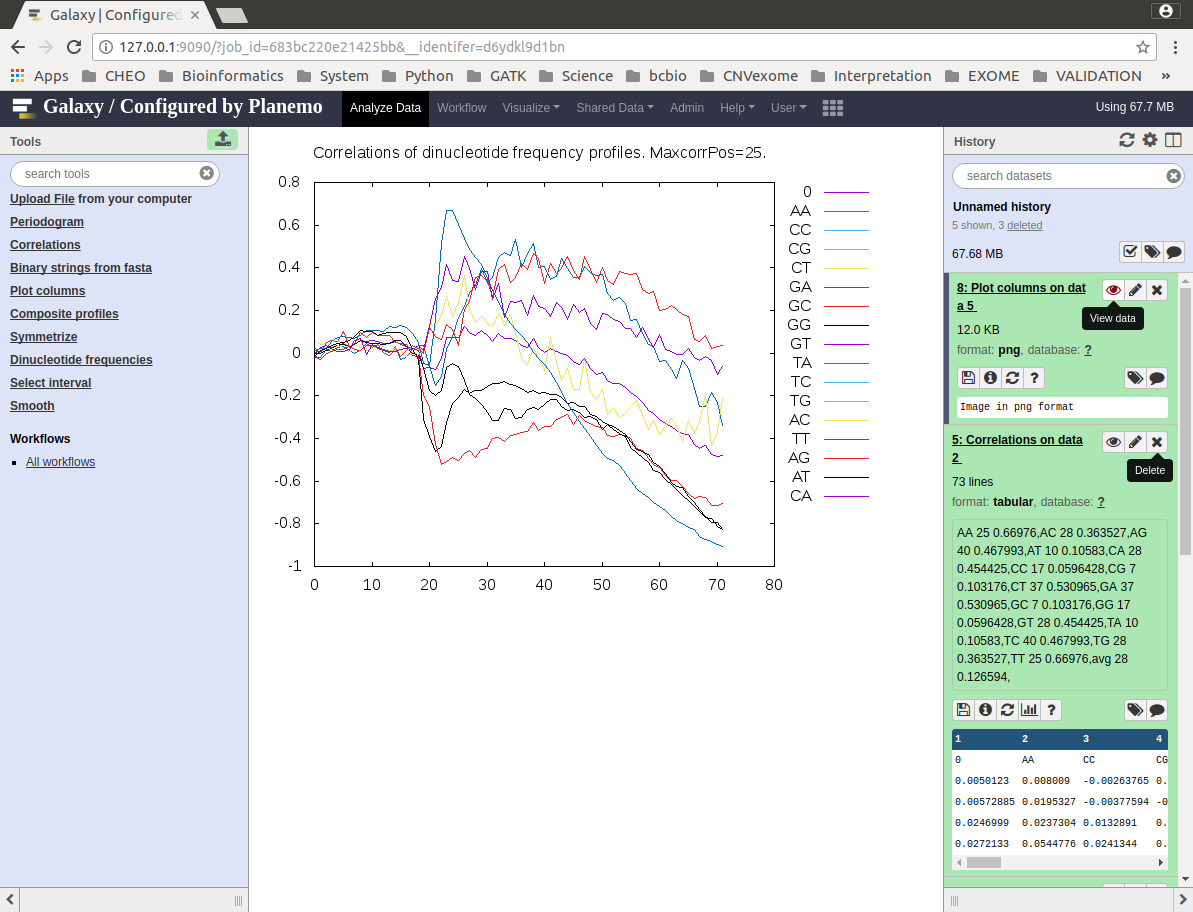 Galaxy | Configured
127.0.0.1:9090/?job_id=683bc220e21425bb&__identifer=d6ydkl9d1bn
Apps CHEO Bioinformatics System Python GATK Science bcbio CNVexome Interpretation EXOME VALIDATION »
Galaxy / Configured by Planemo Analyze Data Workflow Visualize Shared Data Admin Help User Using 67.7 MB
Tools
search tools
Upload File from your computer
Periodogram
Correlations
Binary strings from fasta
Plot columns
Composite profiles
Symmetrize
Dinucleotide frequencies
Select interval
Smooth
Workflows
All workflows
Correlations of dinucleotide frequency profiles. MaxcorrPos=25.
0.8
0.6
0.4
0.2
0
-0.2
-0.4
-0.6
-0.8
-1
0 10 20 30 40 50 60 70 80
0
AA
CC
CG
CT
GA
GC
GG
GT
TA
TC
TG
AC
TT
AG
AT
CA
History
search datasets
Unnamed history
5 shown, 3 deleted
67.68 MB
8: Plot columns on dat
a 5
View data
12.0 KB
format: png, database: ?
?
Image in png format
5: Correlations on data
2
Delete
73 lines
format: tabular, database: ?
AA 25 0.66976,AC 28 0.363527,AG
40 0.467993,AT 10 0.10583,CA 28
0.454425,CC 17 0.0596428,CG 7
0.103176,CT 37 0.530965,GA 37
0.530965,GC 7 0.103176,GG 17
0.0596428,GT 28 0.454425,TA 10
0.10583,TC 40 0.467993,TG 28
0.363527,TT 25 0.66976,avg 28
0.126594,
?
1 2 3 4
0 AA CC CG
0.0050123 0.008009 -0.00263765 0.
0.00572885 0.0195327 -0.00377594 -0
0.0246999 0.0237304 0.0132891 0.
0.0272133 0.0544776 0.0241344 0.